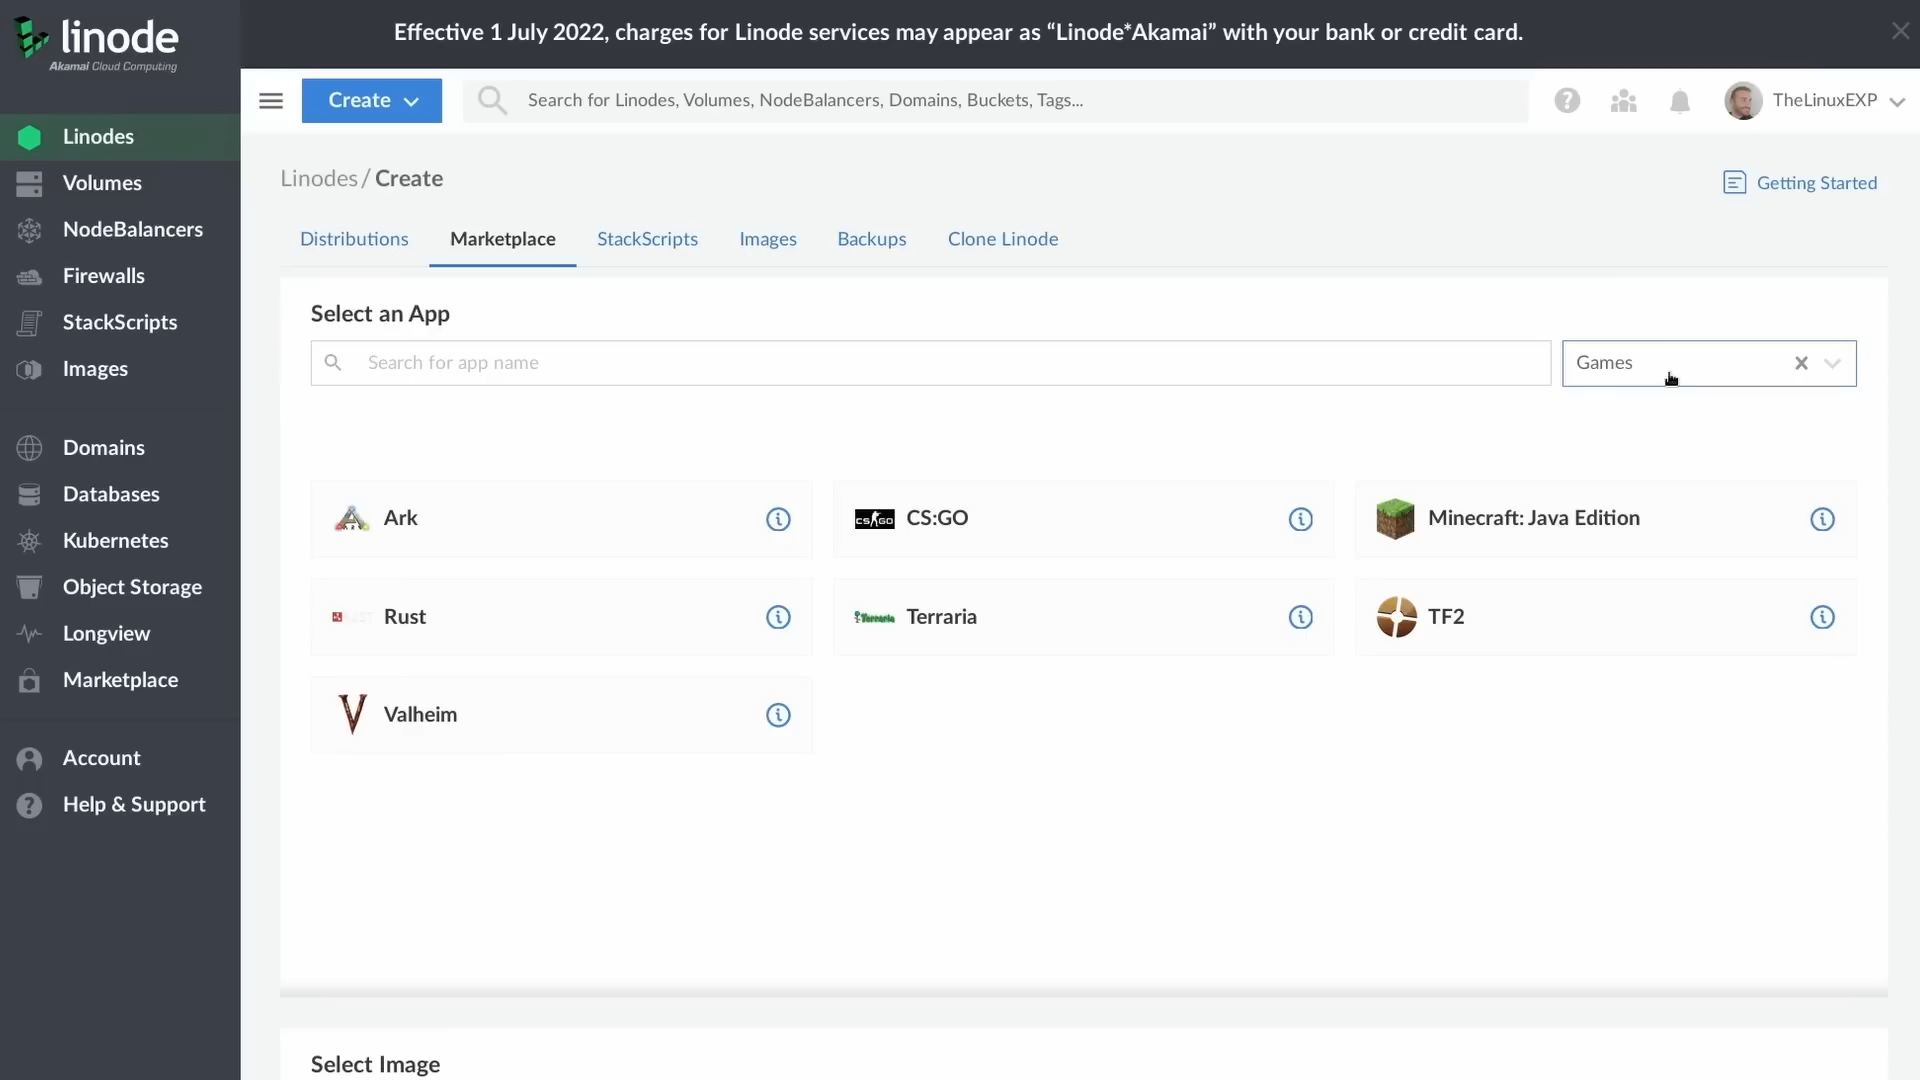 linode
Akamai Cloud Computing
Effective 1 July 2022, charges for Linode services may appear as “Linode*Akamai” with your bank or credit card.
Create
Search for Linodes, Volumes, NodeBalancers, Domains, Buckets, Tags...
TheLinuxEXP
Linodes
Volumes
NodeBalancers
Firewalls
StackScripts
Images
Domains
Databases
Kubernetes
Object Storage
Longview
Marketplace
Account
Help & Support
Linodes / Create
Getting Started
Distributions
Marketplace
StackScripts
Images
Backups
Clone Linode
Select an App
Search for app name
Games
Ark
CS:GO
CS:GO
Minecraft: Java Edition
Rust
Terraria
Terraria
TF2
Valheim
Select Image